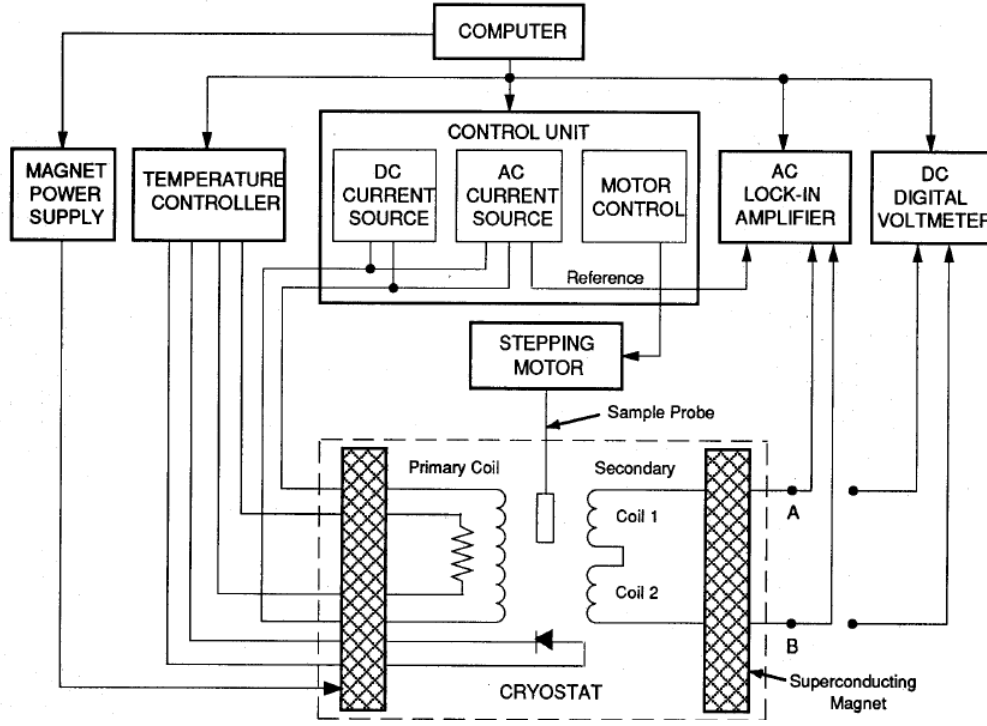 COMPUTER
CONTROL UNIT
MAGNET
POWER
SUPPLY
TEMPERATURE
CONTROLLER
DC
CURRENT
SOURCE
AC
CURRENT
SOURCE
MOTOR
CONTROL
AC
LOCK-IN
AMPLIFIER
DC
DIGITAL
VOLTMETER
Reference
STEPPING
MOTOR
Sample Probe
Primary Coil
Secondary
Coil 1
A
Coil 2
B
CRYOSTAT
Superconducting
Magnet